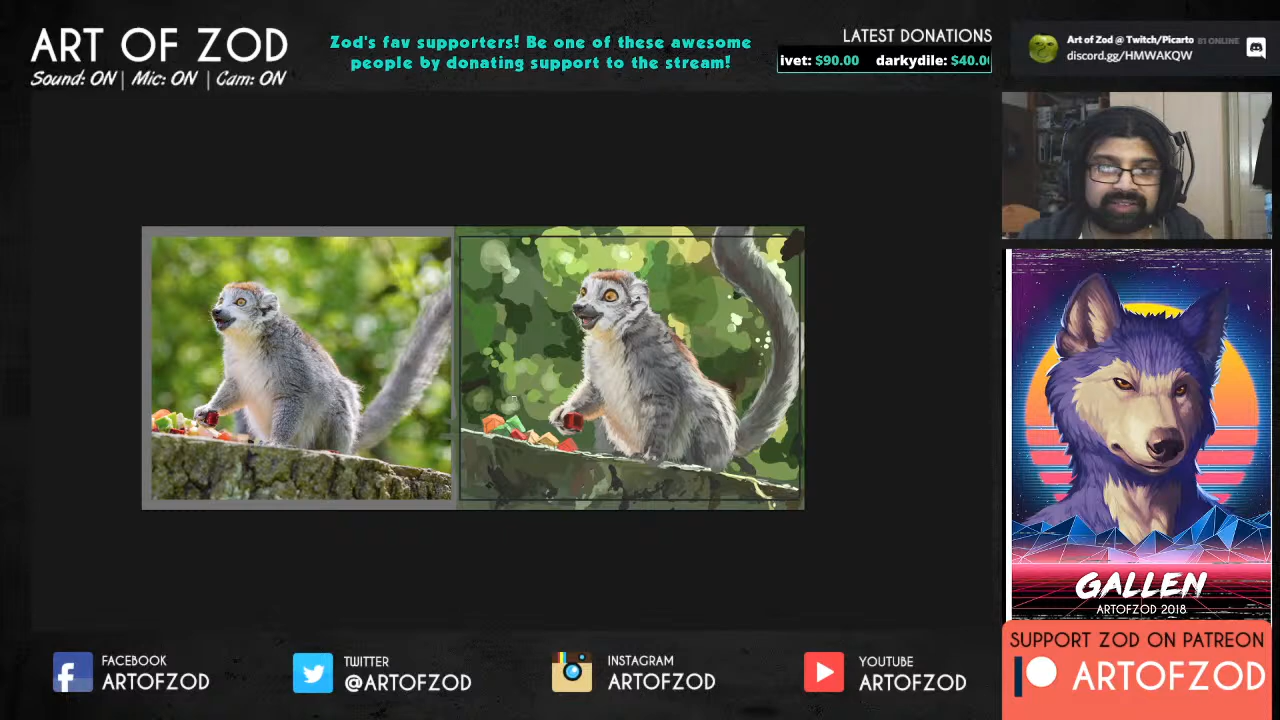 ART OF ZOD
Sound: ON | Mic: ON | Cam: ON
Zod's fav supporters! Be one of these awesome
people by donating support to the stream!
LATEST DONATIONS
ivet: $90.00 darkydile: $40.0
Art of Zod @ Twitch/Picarto 21 ONLINE
discord.gg/HMWAKQW
GALLEN
ARTOFZOD 2018
SUPPORT ZOD ON PATREON
ARTOFZOD
FACEBOOK
ARTOFZOD
TWITTER
@ARTOFZOD
INSTAGRAM
ARTOFZOD
YOUTUBE
ARTOFZOD